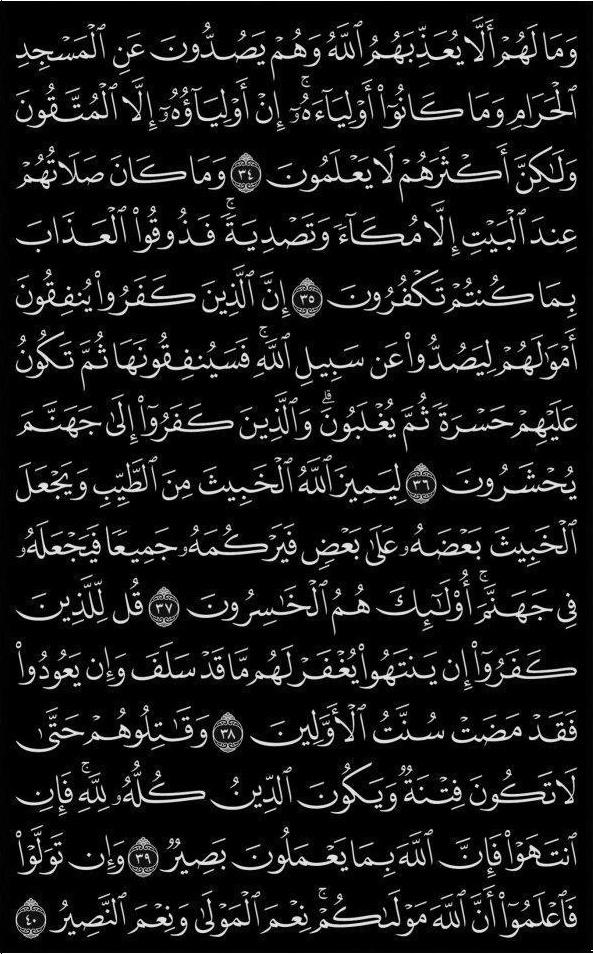 وَمَا لَهُمۡ أَلَّا يُعَذِّبَهُمُ ٱللَّهُ وَهُمۡ يَصُدُّونَ عَنِ ٱلۡمَسۡجِدِ
ٱلۡحَرَامِ وَمَا كَانُوٓاْ أَوۡلِيَآءَهُۥٓۚ إِنۡ أَوۡلِيَآؤُهُۥٓ إِلَّا ٱلۡمُتَّقُونَ
وَلَٰكِنَّ أَكۡثَرَهُمۡ لَا يَعۡلَمُونَ ٣٤ وَمَا كَانَ صَلَاتُهُمۡ
عِندَ ٱلۡبَيۡتِ إِلَّا مُكَآءٗ وَتَصۡدِيَةٗۚ فَذُوقُواْ ٱلۡعَذَابَ
بِمَا كُنتُمۡ تَكۡفُرُونَ ٣٥ إِنَّ ٱلَّذِينَ كَفَرُواْ يُنفِقُونَ
أَمۡوَٰلَهُمۡ لِيَصُدُّواْ عَن سَبِيلِ ٱللَّهِۚ فَسَيُنفِقُونَهَا ثُمَّ تَكُونُ
عَلَيۡهِمۡ حَسۡرَةٗ ثُمَّ يُغۡلَبُونَۗ وَٱلَّذِينَ كَفَرُوٓاْ إِلَىٰ جَهَنَّمَ
يُحۡشَرُونَ ٣٦ لِيَمِيزَ ٱللَّهُ ٱلۡخَبِيثَ مِنَ ٱلطَّيِّبِ وَيَجۡعَلَ
ٱلۡخَبِيثَ بَعۡضَهُۥ عَلَىٰ بَعۡضٖ فَيَرۡكُمَهُۥ جَمِيعٗا فَيَجۡعَلَهُۥ
فِي جَهَنَّمَۚ أُوْلَٰٓئِكَ هُمُ ٱلۡخَٰسِرُونَ ٣٧ قُل لِّلَّذِينَ
كَفَرُوٓاْ إِن يَنتَهُواْ يُغۡفَرۡ لَهُم مَّا قَدۡ سَلَفَ وَإِن يَعُودُواْ
فَقَدۡ مَضَتۡ سُنَّتُ ٱلۡأَوَّلِينَ ٣٨ وَقَٰتِلُوهُمۡ حَتَّىٰ
لَا تَكُونَ فِتۡنَةٞ وَيَكُونَ ٱلدِّينُ كُلُّهُۥ لِلَّهِۚ فَإِنِ
ٱنتَهَوۡاْ فَإِنَّ ٱللَّهَ بِمَا يَعۡمَلُونَ بَصِيرٞ ٣٩ وَإِن تَوَلَّوۡاْ
فَٱعۡلَمُوٓاْ أَنَّ ٱللَّهَ مَوۡلَىٰكُمۡۚ نِعۡمَ ٱلۡمَوۡلَىٰ وَنِعۡمَ ٱلنَّصِيرُ ٤٠